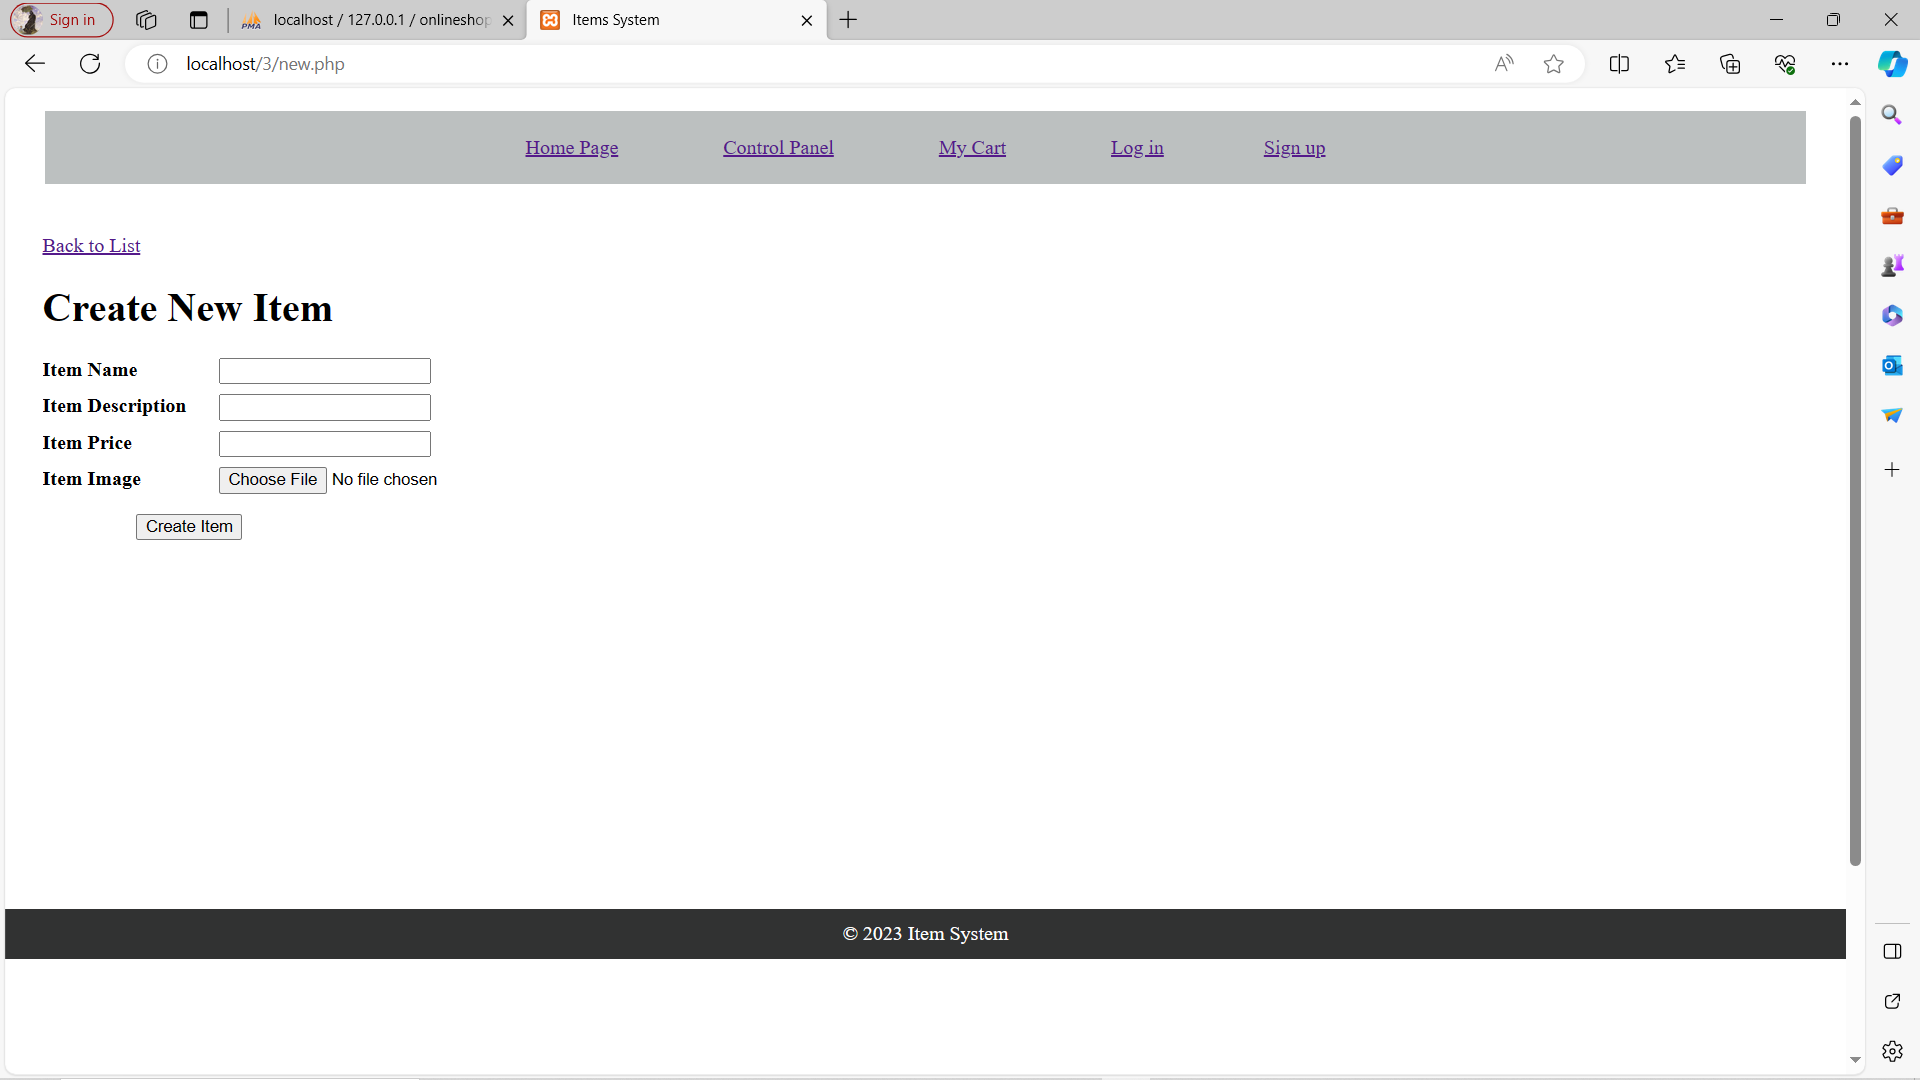 Sign in
localhost / 127.0.0.1 / onlineshop
Items System
localhost/3/new.php
Home Page Control Panel My Cart Log in Sign up
Back to List
Create New Item
Item Name
Item Description
Item Price
Item Image Choose File No file chosen
Create Item
© 2023 Item System